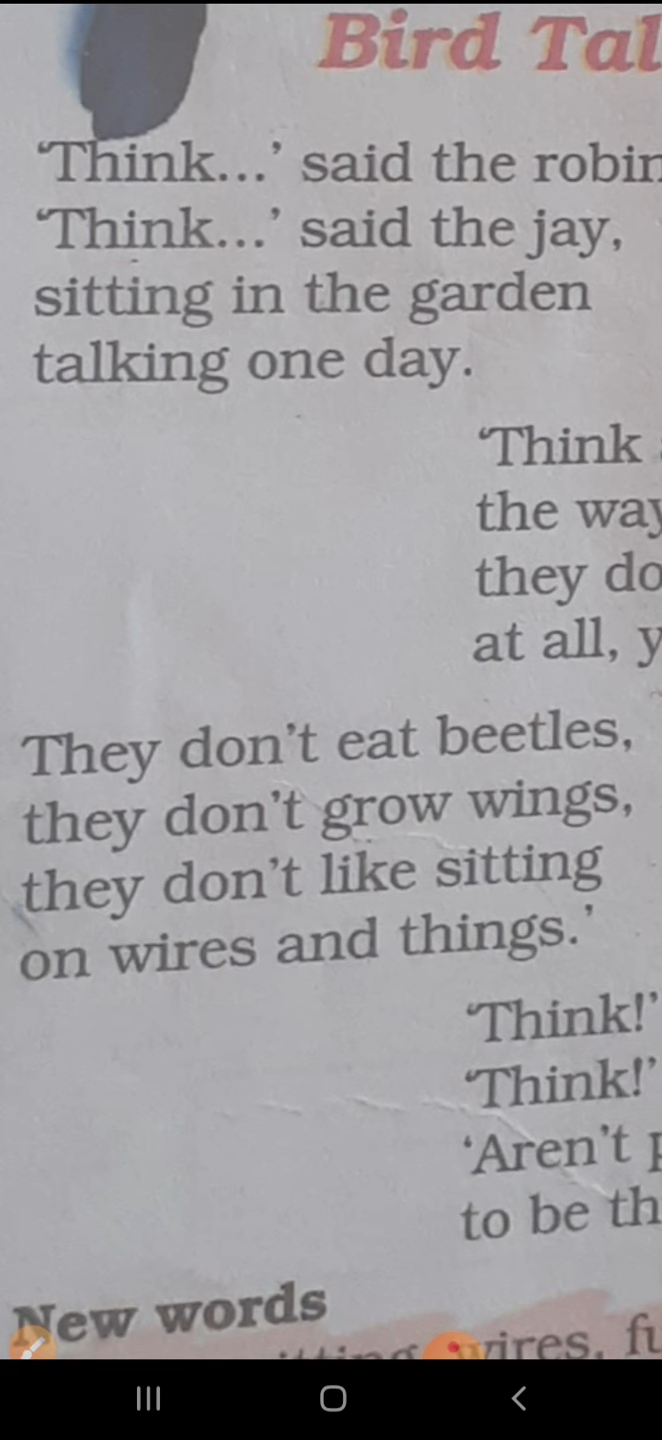 Bird Tal
‘Think...’ said the robin
‘Think...’ said the jay,
sitting in the garden
talking one day.
‘Think
the way
they do
at all, y
They don’t eat beetles,
they don’t grow wings,
they don’t like sitting
on wires and things.’
‘Think!’
‘Think!’
‘Aren’t p
to be th
New words
wires, fu